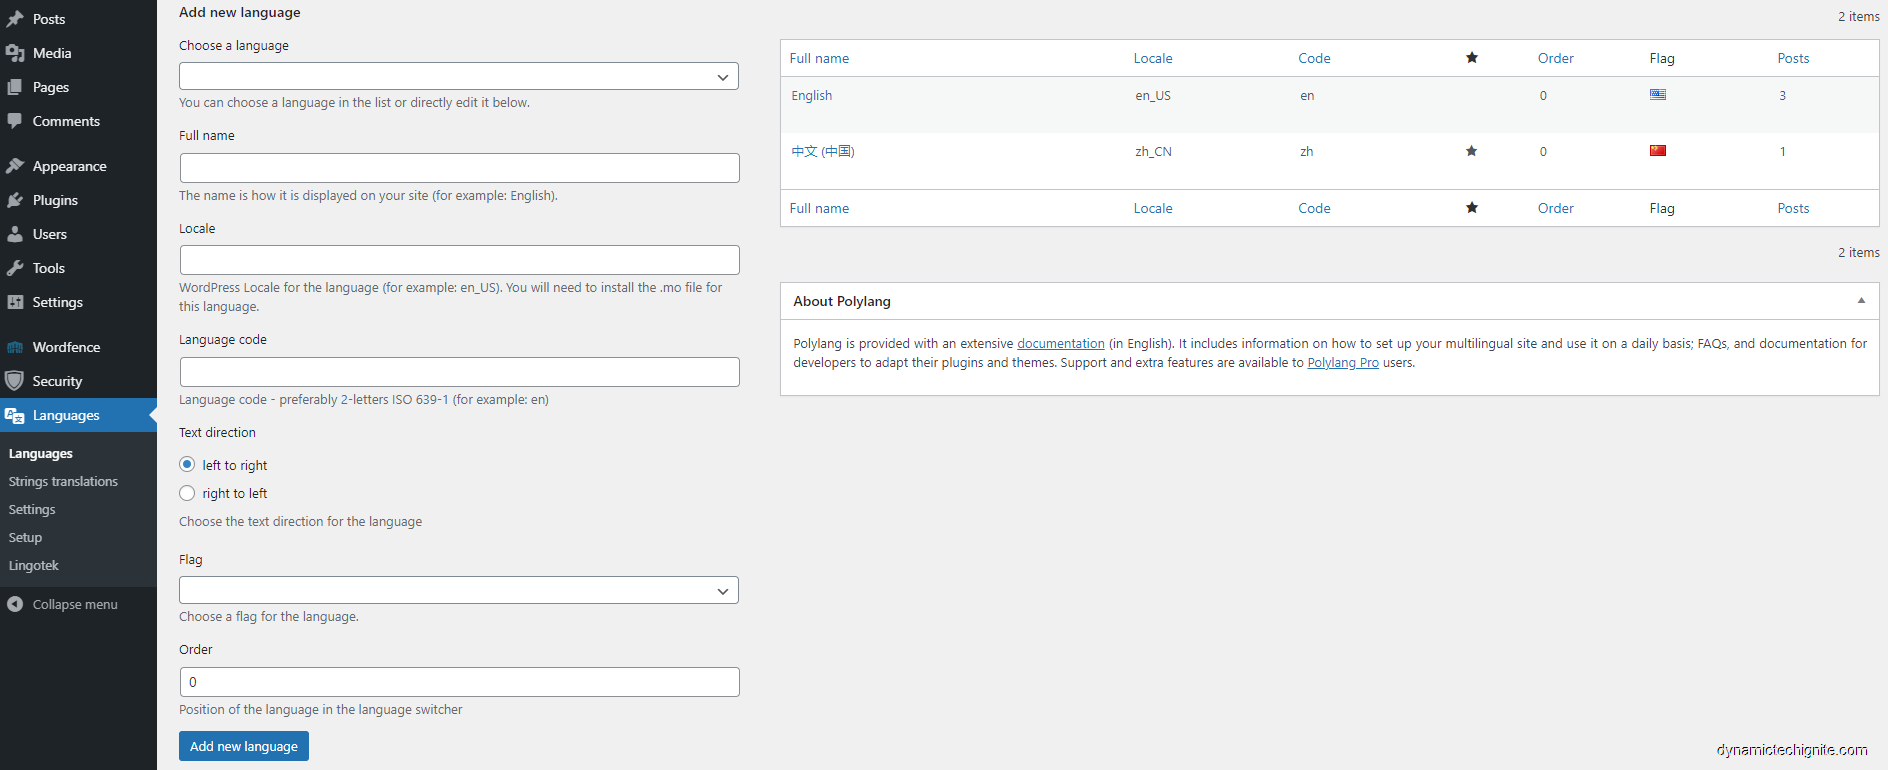 Posts
Media
Pages
Comments
Appearance
Plugins
Users
Tools
Settings
Wordfence
Security
Languages
Languages
Strings translations
Settings
Setup
Lingotek
Collapse menu
Add new language
Choose a language
You can choose a language in the list or directly edit it below.
Full name
The name is how it is displayed on your site (for example: English).
Locale
WordPress Locale for the language (for example: en_US). You will need to install the .mo file for
this language.
Language code
Language code - preferably 2-letters ISO 639-1 (for example: en)
Text direction
left to right
right to left
Choose the text direction for the language
Flag
Choose a flag for the language.
Order
0
Position of the language in the language switcher
Add new language
2 items
Full name Locale Code ★ Order Flag Posts
English en_US en 0 3
中文 (中国) zh_CN zh ★ 0 1
Full name Locale Code ★ Order Flag Posts
2 items
About Polylang
Polylang is provided with an extensive documentation (in English). It includes information on how to set up your multilingual site and use it on a daily basis; FAQs, and documentation for
developers to adapt their plugins and themes. Support and extra features are available to Polylang Pro users.
dynamictechignite.com